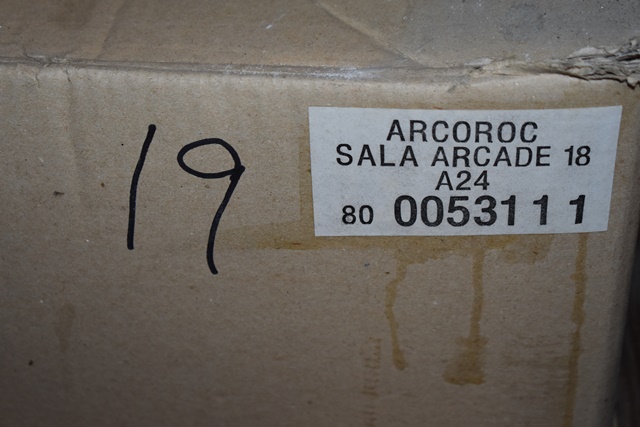 19
ARCOROC
SALA ARCADE 18
A24
80 0053111